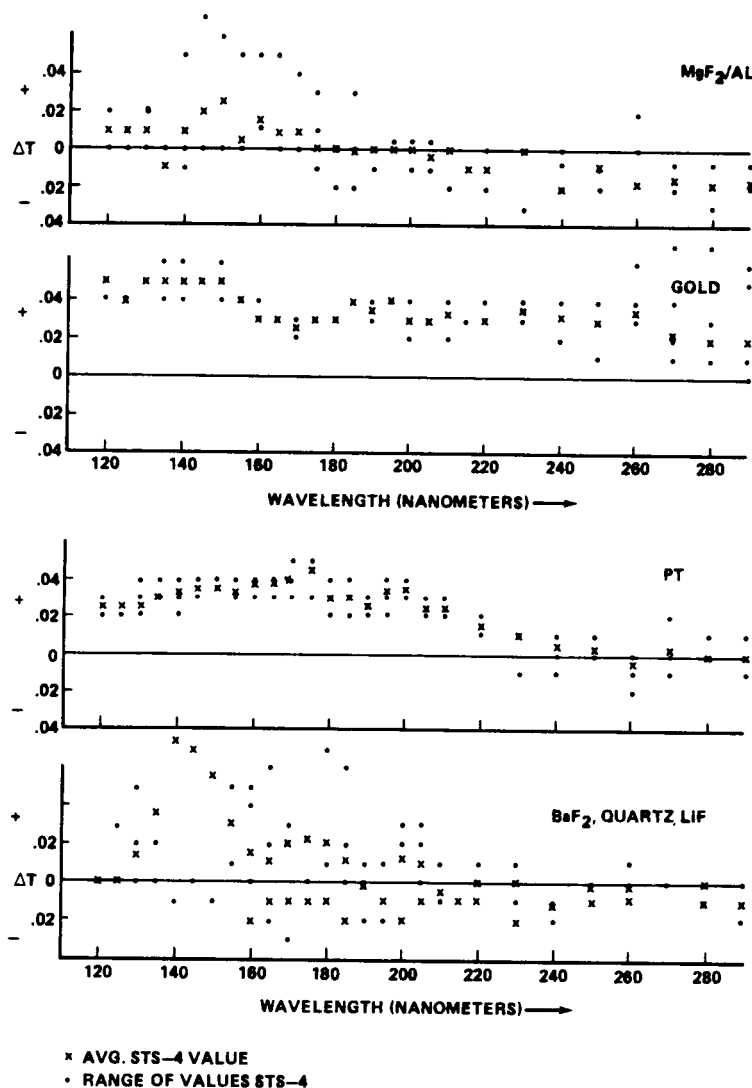 MgF2/AL
+
.04
.02
ΔT
0
.02
−
.04
GOLD
+
.04
.02
0
.02
−
.04
120 140 160 180 200 220 240 260 280
WAVELENGTH (NANOMETERS)
PT
+
.04
.02
0
.02
−
.04
BaF2, QUARTZ, LiF
+
.02
ΔT
0
.02
−
120 140 160 180 200 220 240 260 280
WAVELENGTH (NANOMETERS)
x AVG. STS–4 VALUE
• RANGE OF VALUES STS–4